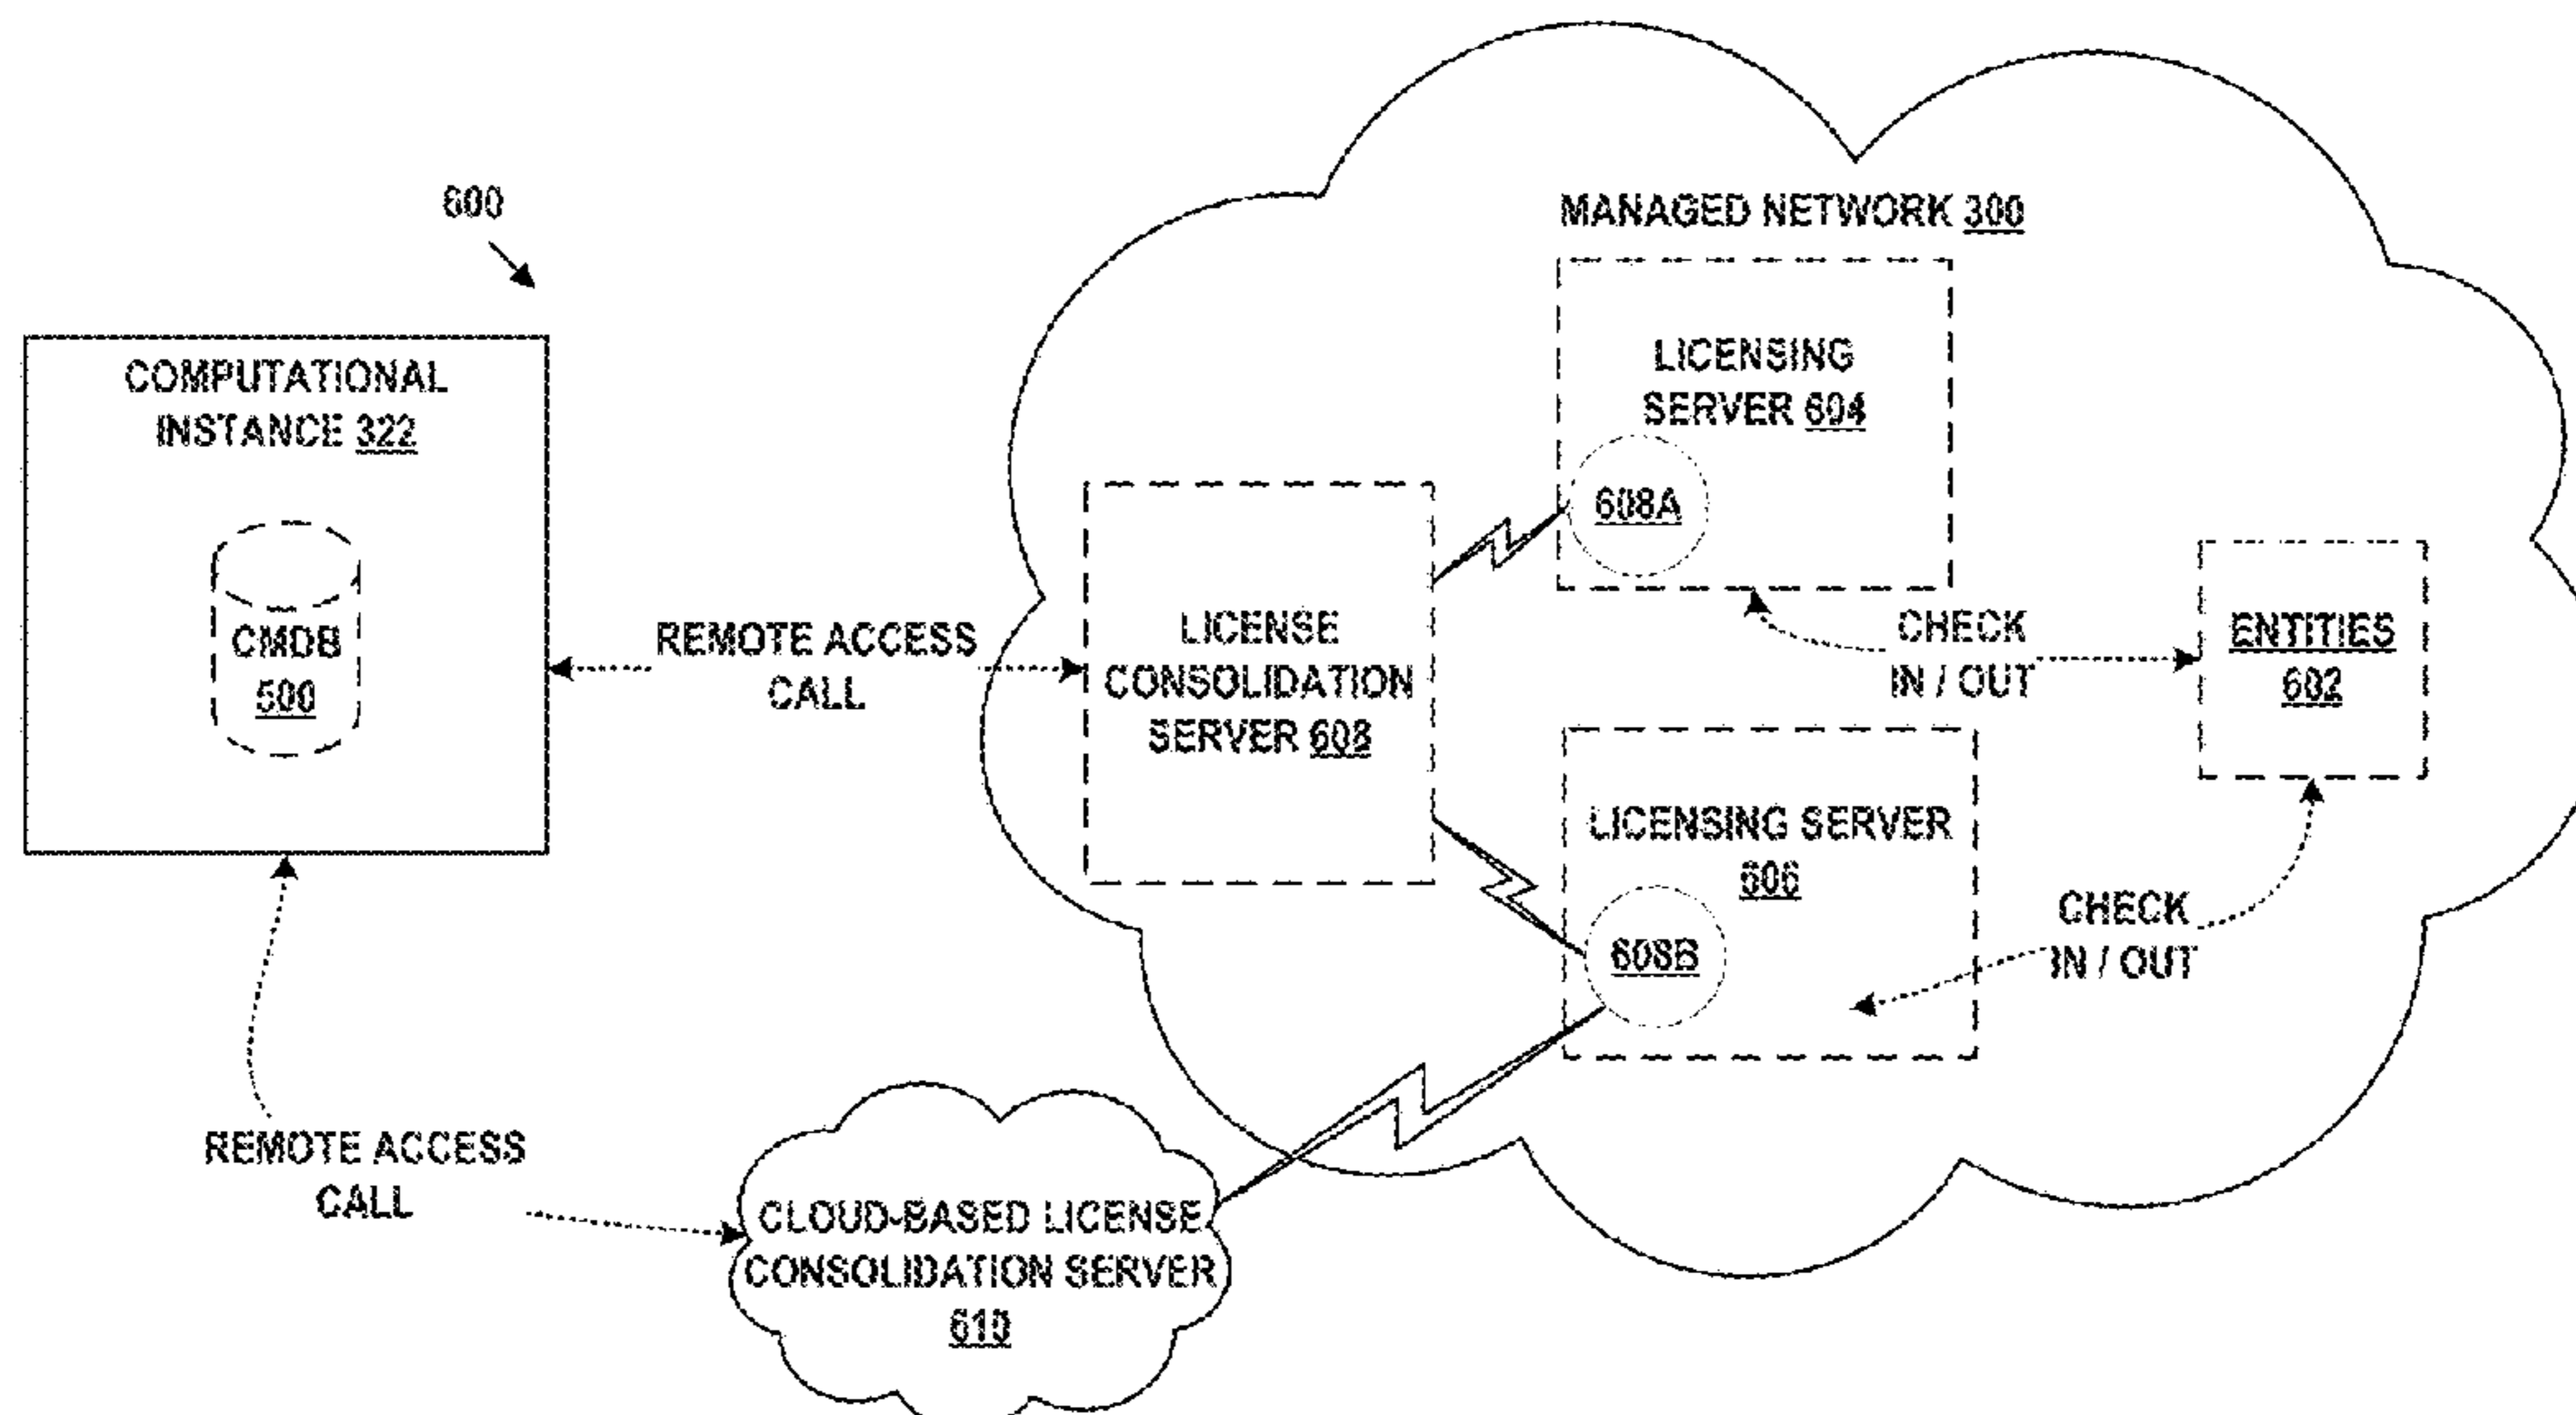 600
MANAGED NETWORK 300
COMPUTATIONAL
INSTANCE 322
CMDB
500
REMOTE ACCESS
CALL
LICENSE
CONSOLIDATION
SERVER 608
LICENSING
SERVER 604
608A
CHECK
IN / OUT
ENTITIES
602
LICENSING SERVER
606
608B
CHECK
IN / OUT
REMOTE ACCESS
CALL
CLOUD-BASED LICENSE
CONSOLIDATION SERVER
610